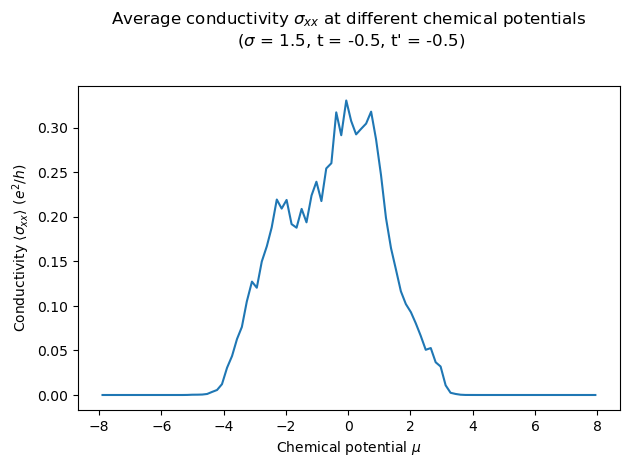 Average conductivity σxx at different chemical potentials
(σ = 1.5, t = -0.5, t' = -0.5)
Conductivity ⟨σxx⟩ (e²/h)
0.30
0.25
0.20
0.15
0.10
0.05
0.00
−8 −6 −4 −2 0 2 4 6 8
Chemical potential μ